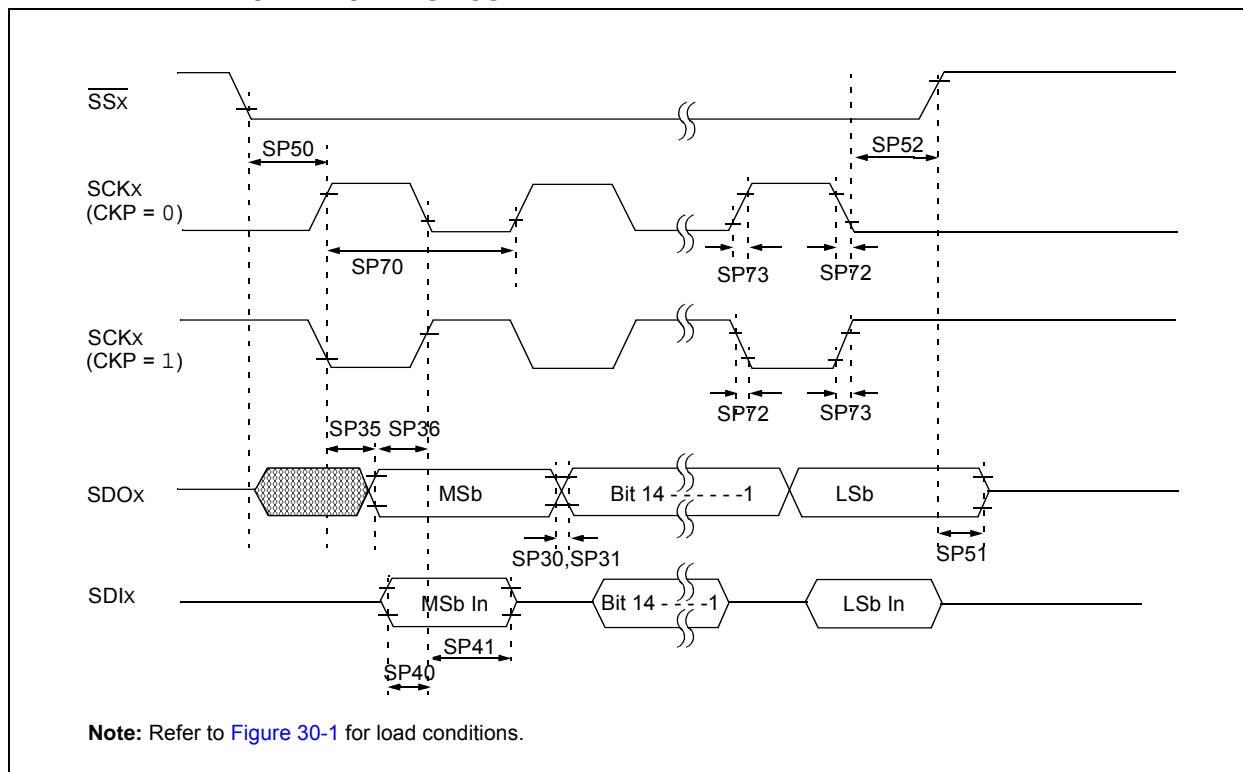 SSx
SP50
SP52
SCKx
(CKP = 0)
SP70
SP73
SP72
SCKx
(CKP = 1)
SP72
SP73
SP35
SP36
SDOx
MSb
Bit 14 - - - - - -1
LSb
SP30,SP31
SP51
SDIx
MSb In
Bit 14 - - - -1
LSb In
SP41
SP40
Note: Refer to Figure 30-1 for load conditions.